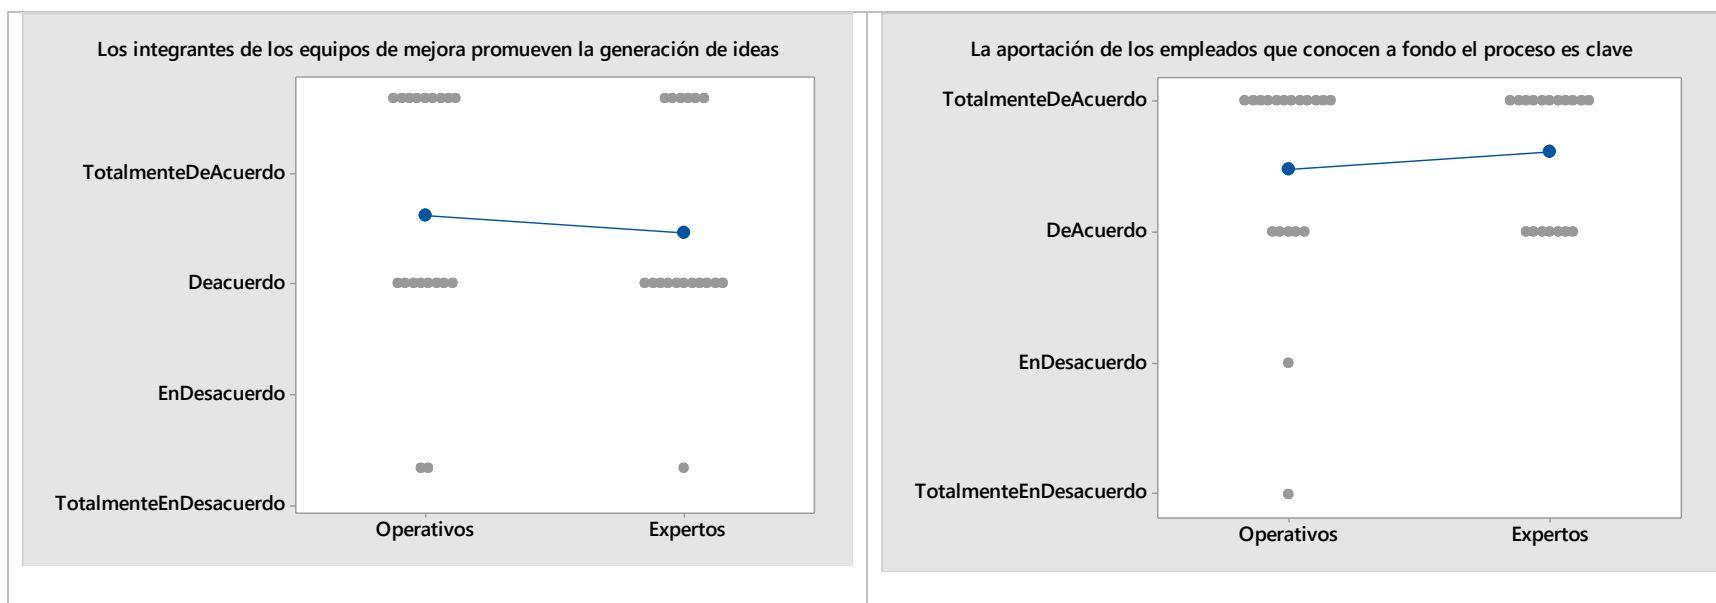 Los integrantes de los equipos de mejora promueven la generación de ideas
TotalmenteDeAcuerdo
Deacuerdo
EnDesacuerdo
TotalmenteEnDesacuerdo
Operativos
Expertos
La aportación de los empleados que conocen a fondo el proceso es clave
TotalmenteDeAcuerdo
DeAcuerdo
EnDesacuerdo
TotalmenteEnDesacuerdo
Operativos
Expertos